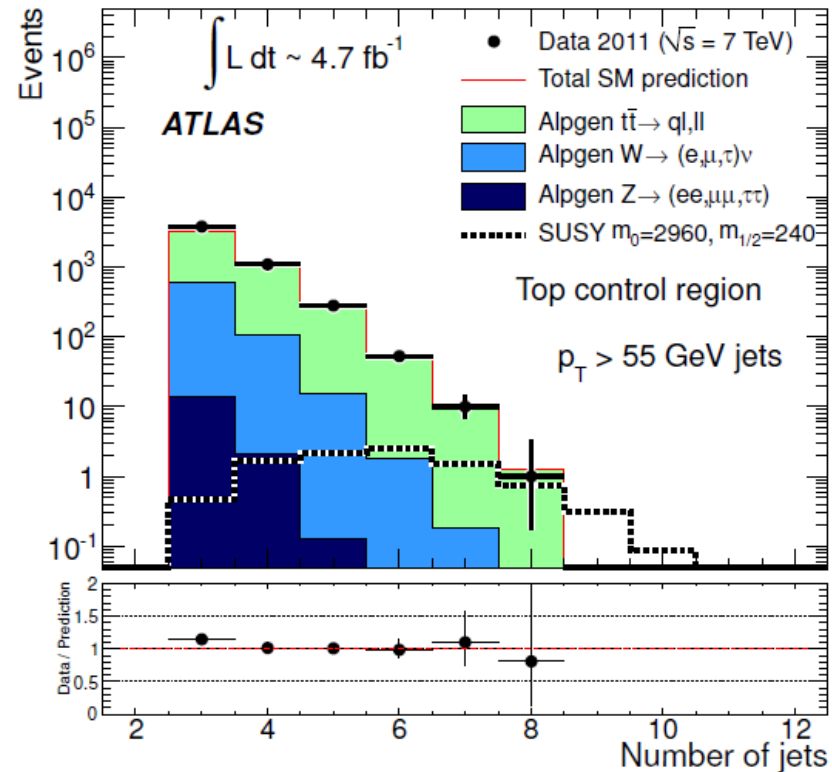 Events
∫ L dt ~ 4.7 fb⁻¹
ATLAS
Data 2011 (√s = 7 TeV)
Total SM prediction
Alpgen tt̄→ ql,ll
Alpgen W→ (e,μ,τ)ν
Alpgen Z→ (ee,μμ,ττ)
SUSY m₀=2960, m₁/₂=240
Top control region
p_T > 55 GeV jets
10⁶
10⁵
10⁴
10³
10²
10
1
10⁻¹
Data / Prediction
2
1.5
1
0.5
0
2 4 6 8 10 12
Number of jets